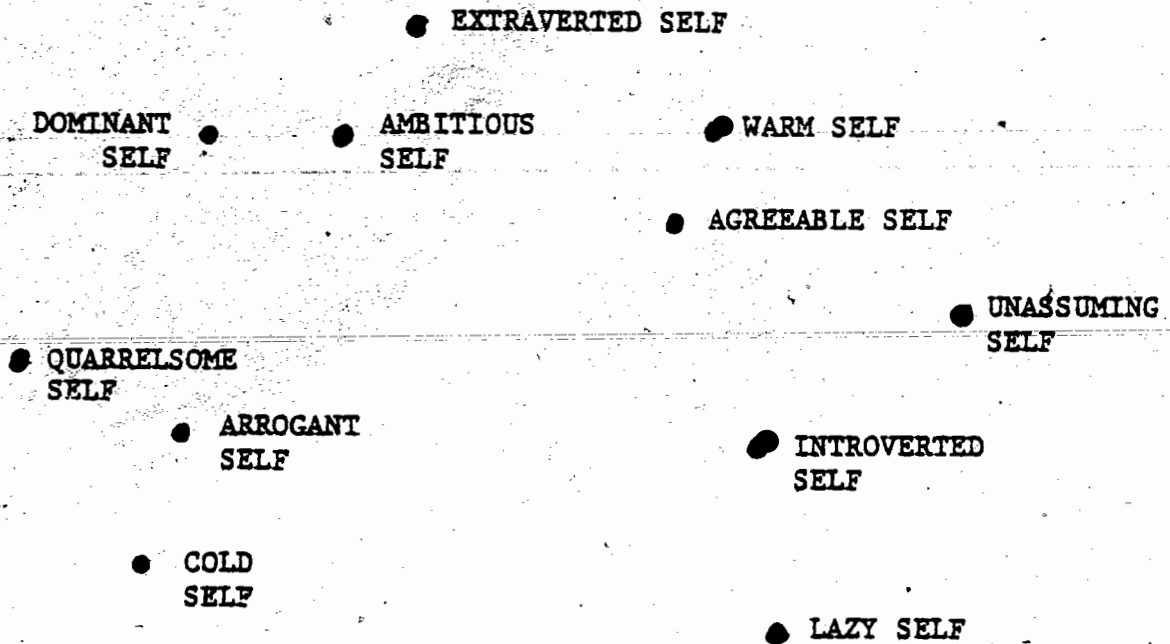 EXTRAVERTED SELF
DOMINANT
SELF
AMBITIOUS
SELF
WARM SELF
AGREEABLE SELF
UNASSUMING
SELF
QUARRELSOME
SELF
ARROGANT
SELF
INTROVERTED
SELF
COLD
SELF
LAZY SELF